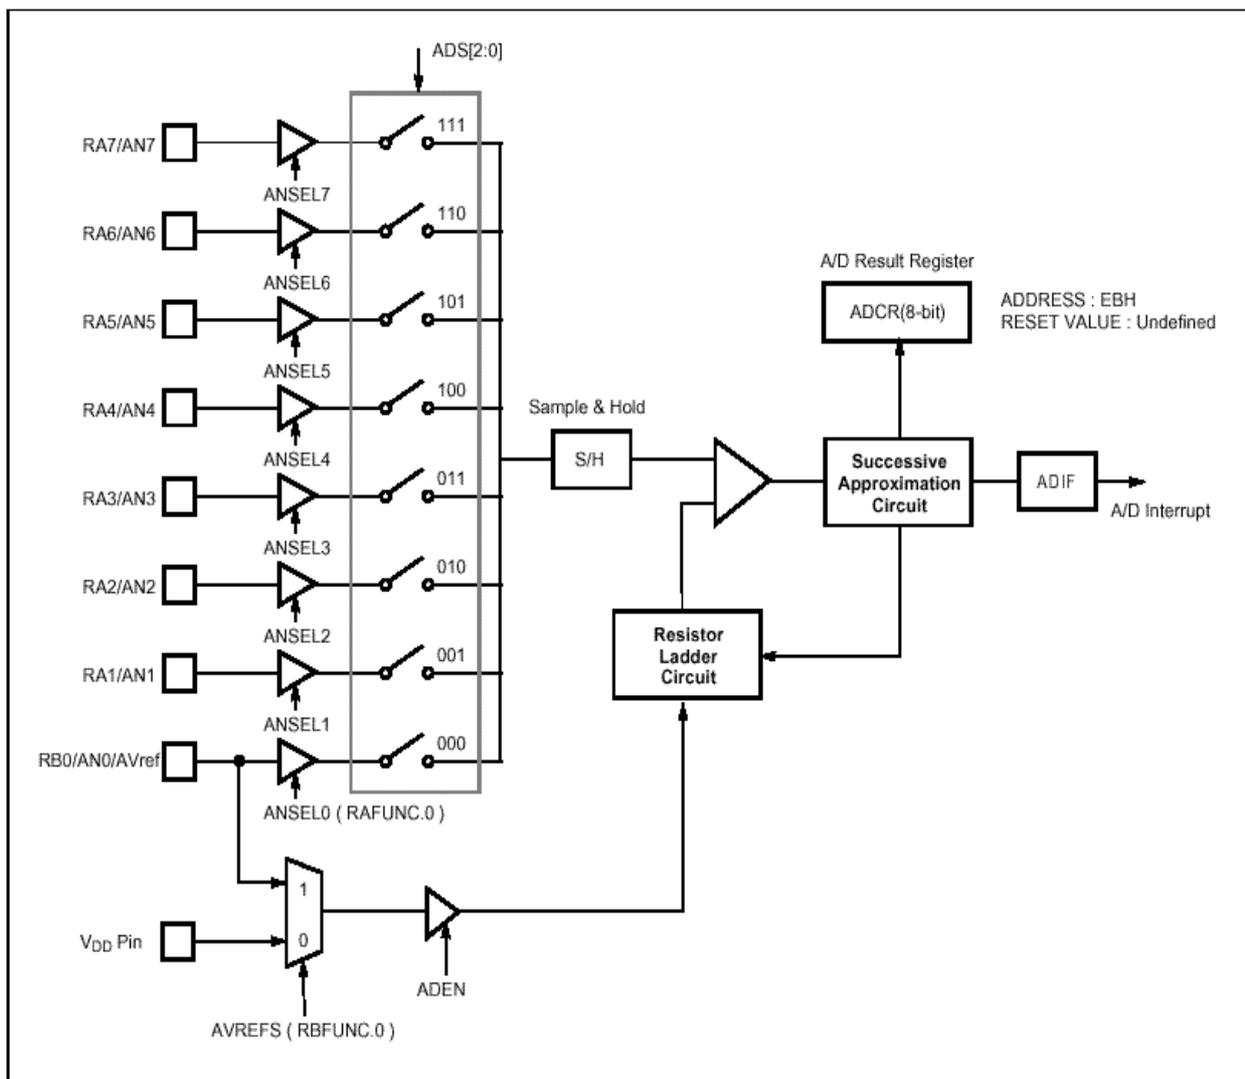 ADS[2:0]
RA7/AN7
111
ANSEL7
RA6/AN6
110
ANSEL6
RA5/AN5
101
ANSEL5
RA4/AN4
100
ANSEL4
RA3/AN3
011
ANSEL3
RA2/AN2
010
ANSEL2
RA1/AN1
001
ANSEL1
RB0/AN0/AVref
000
ANSEL0 ( RAFUNC.0 )
1
VDD Pin
0
ADEN
AVREFS ( RBFUNC.0 )
Sample & Hold
S/H
A/D Result Register
ADCR(8-bit)
ADDRESS : EBH
RESET VALUE : Undefined
Successive
Approximation
Circuit
ADIF
A/D Interrupt
Resistor
Ladder
Circuit